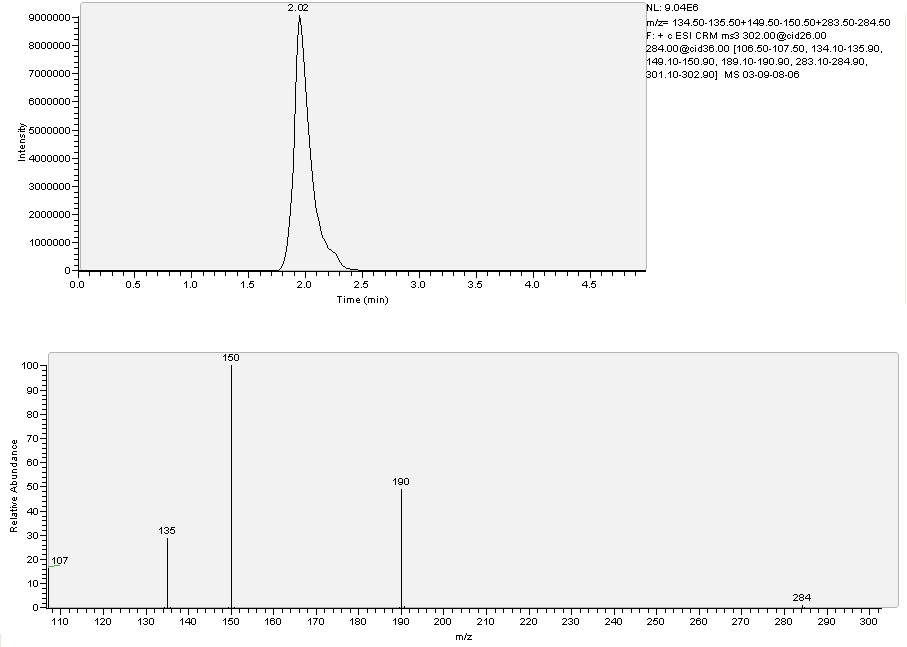 2.02
NL: 9.04E6
m/z= 134.50-135.50+149.50-150.50+283.50-284.50
F: + c ESI CRM ms3 302.00@cid26.00
284.00@cid36.00 [106.50-107.50, 134.10-135.90,
149.10-150.90, 189.10-190.90, 283.10-284.90,
301.10-302.90] MS 03-09-08-06
9000000
8000000
7000000
6000000
5000000
4000000
3000000
2000000
1000000
0
Intensity
0.0 0.5 1.0 1.5 2.0 2.5 3.0 3.5 4.0 4.5
Time (min)
150
100
90
80
70
60
50
40
30
20
10
0
Relative Abundance
190
135
107
284
110 120 130 140 150 160 170 180 190 200 210 220 230 240 250 260 270 280 290 300
m/z